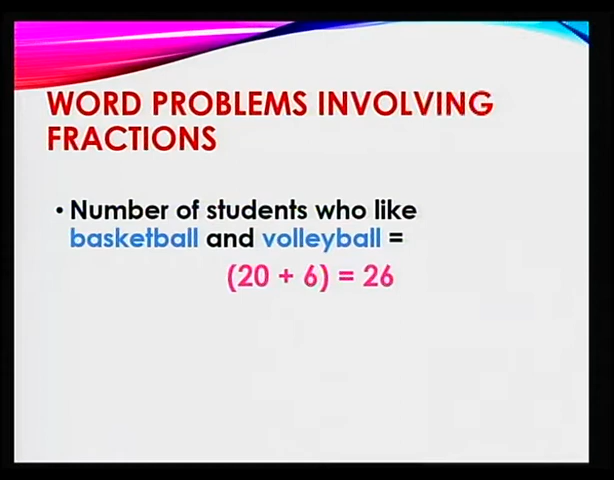 WORD PROBLEMS INVOLVING
FRACTIONS
• Number of students who like
basketball and volleyball =
(20 + 6) = 26